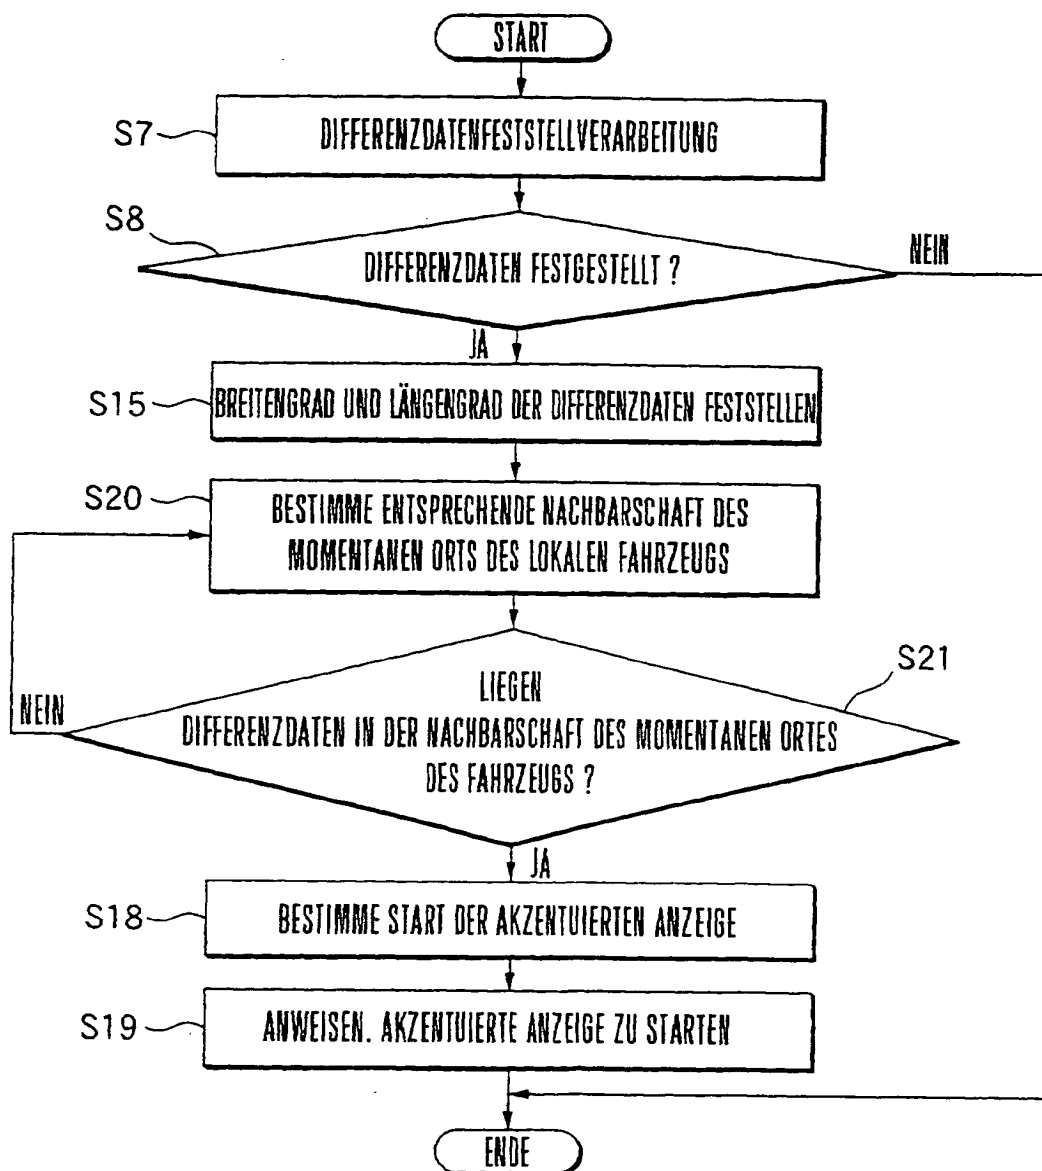 START
S7
DIFFERENZDATENFESTSTELLVERARBEITUNG
S8
DIFFERENZDATEN FESTGESTELLT ?
NEIN
JA
S15
BREITENGRAD UND LÄNGENGRAD DER DIFFERENZDATEN FESTSTELLEN
S20
BESTIMME ENTSPRECHENDE NACHBARSCHAFT DES
MOMENTANEN ORTS DES LOKALEN FAHRZEUGS
S21
NEIN
LIEGEN
DIFFERENZDATEN IN DER NACHBARSCHAFT DES MOMENTANEN ORTES
DES FAHRZEUGS ?
JA
S18
BESTIMME START DER AKZENTUIERTEN ANZEIGE
S19
ANWEISEN. AKZENTUIERTE ANZEIGE ZU STARTEN
ENDE